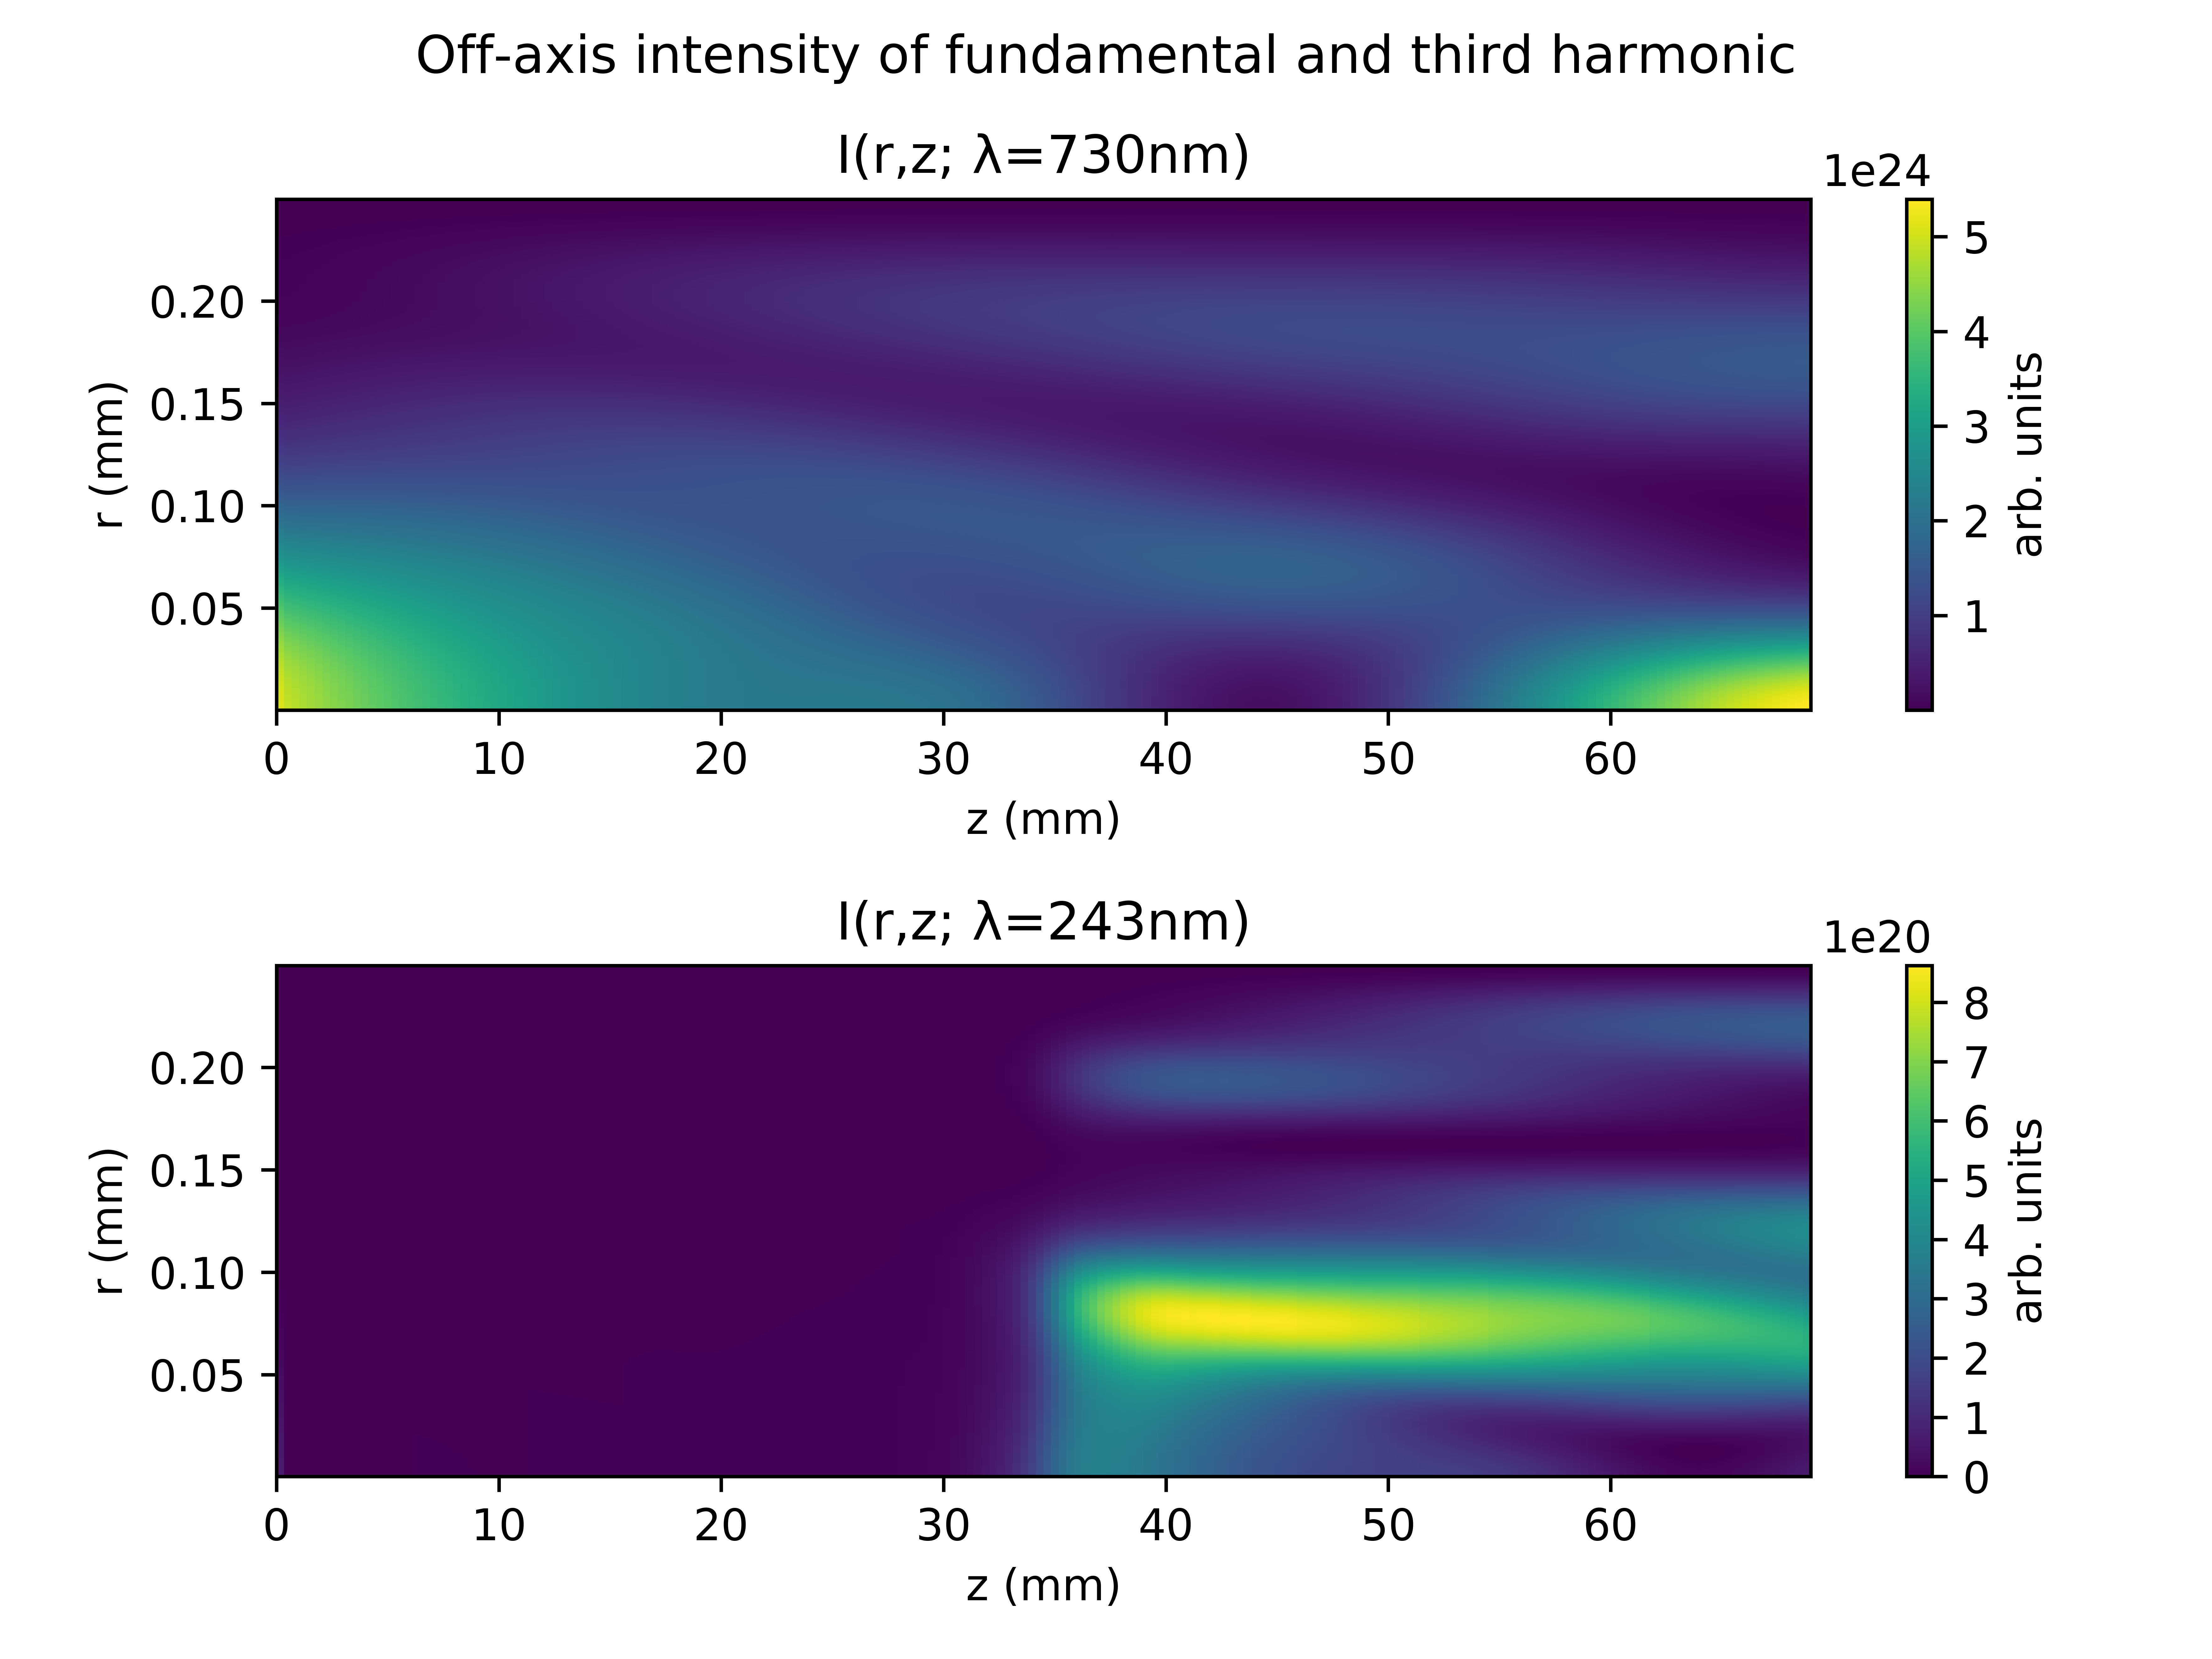 Off-axis intensity of fundamental and third harmonic
I(r,z; λ=730nm)
1e24
r (mm)
0.20
0.15
0.10
0.05
0 10 20 30 40 50 60
z (mm)
5
4
3
2
1
arb. units
I(r,z; λ=243nm)
1e20
r (mm)
0.20
0.15
0.10
0.05
0 10 20 30 40 50 60
z (mm)
8
7
6
5
4
3
2
1
0
arb. units